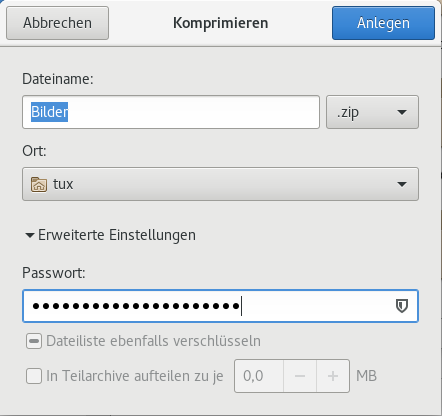 Abbrechen Komprimieren Anlegen
Dateiname:
Bilder .zip
Ort:
tux
Erweiterte Einstellungen
Passwort:
Dateiliste ebenfalls verschlüsseln
In Teilarchive aufteilen zu je 0,0 MB